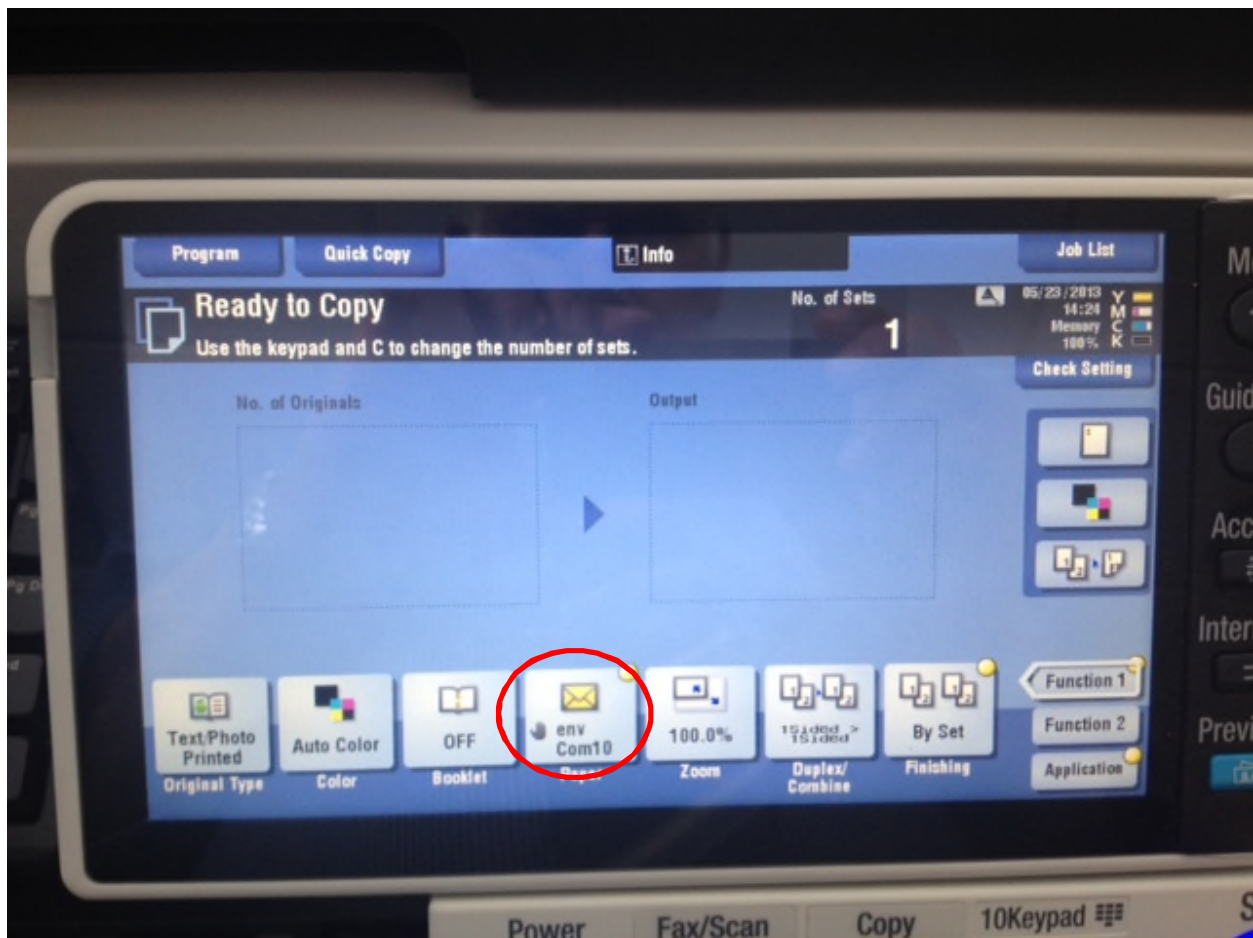 Program
Quick Copy
Info
Job List
Ready to Copy
Use the keypad and C to change the number of sets.
No. of Sets
1
05/23/2013
14:24
Memory
100%
Y
M
C
K
Check Setting
No. of Originals
Output
Text/Photo
Printed
Original Type
Auto Color
Color
OFF
Booklet
env
Com10
Paper
100.0%
Zoom
1Sided >
1Sided
Duplex/
Combine
By Set
Finishing
Function 1
Function 2
Application
Guid
Acc
Inter
Previ
Power
Fax/Scan
Copy
10Keypad